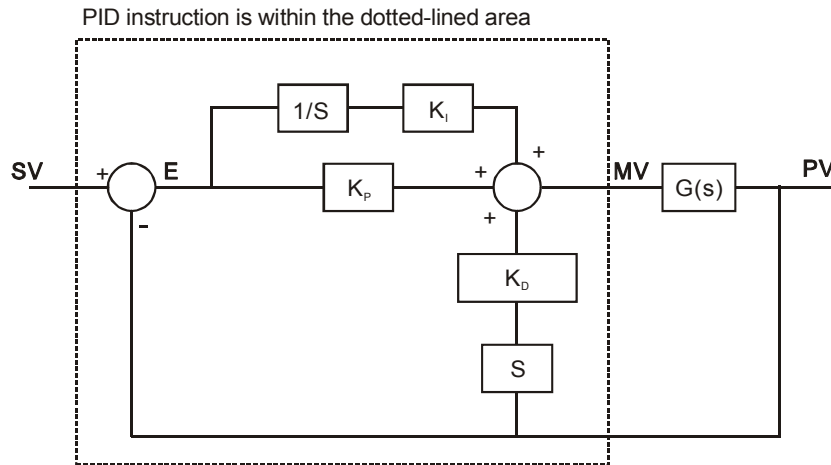 PID instruction is within the dotted-lined area
1/S
K_I
+
SV
+
E
K_P
+
MV
G(s)
PV
+
-
K_D
S